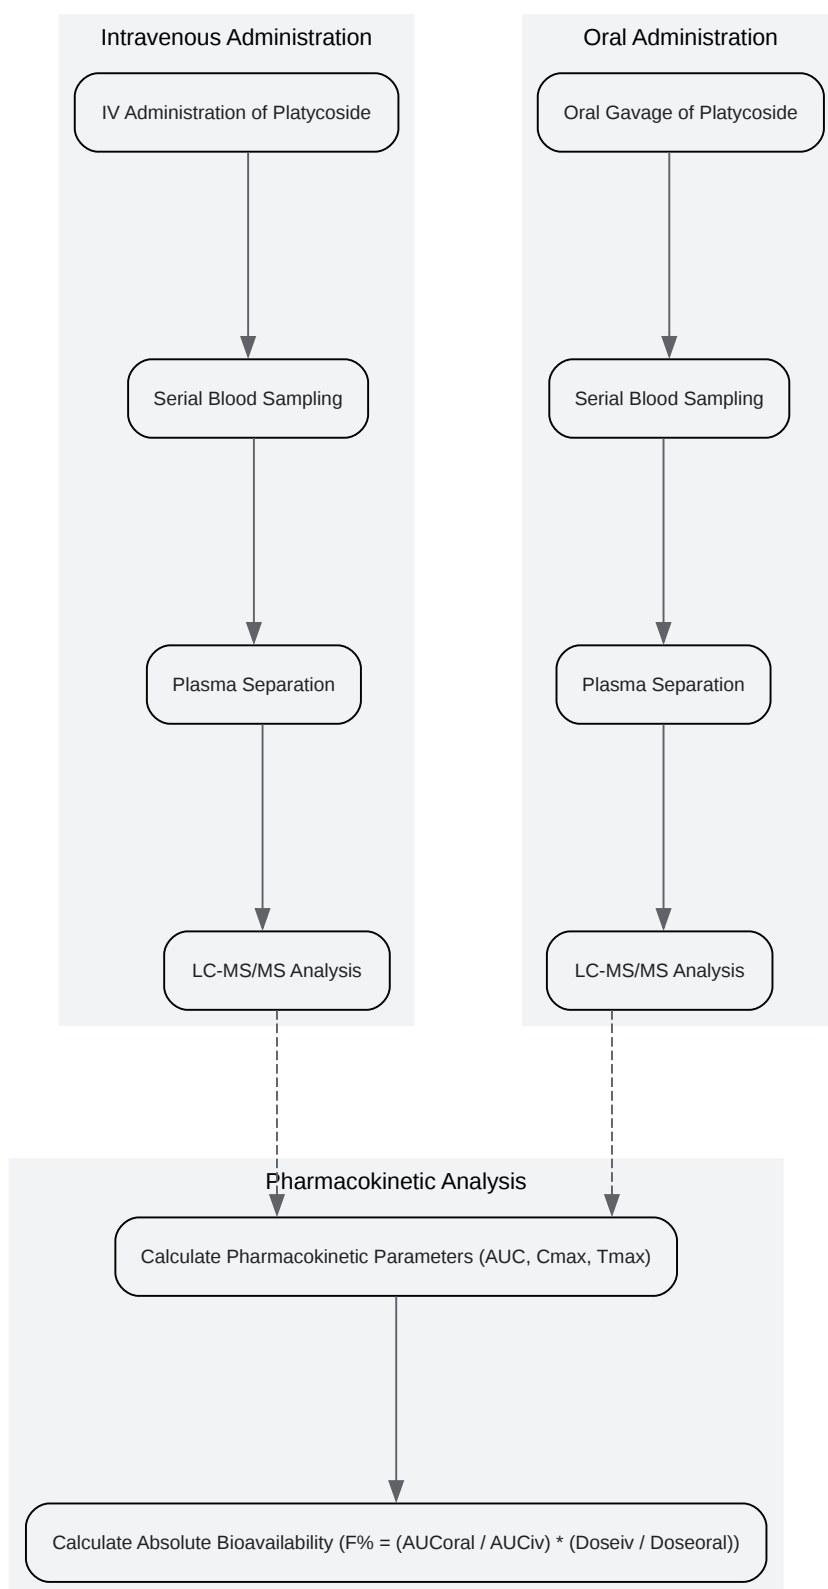 Intravenous Administration
IV Administration of Platycoside
Serial Blood Sampling
Plasma Separation
LC-MS/MS Analysis
Oral Administration
Oral Gavage of Platycoside
Serial Blood Sampling
Plasma Separation
LC-MS/MS Analysis
Pharmacokinetic Analysis
Calculate Pharmacokinetic Parameters (AUC, Cmax, Tmax)
Calculate Absolute Bioavailability (F% = (AUCoral / AUCiv) * (Doseiv / Doseoral))